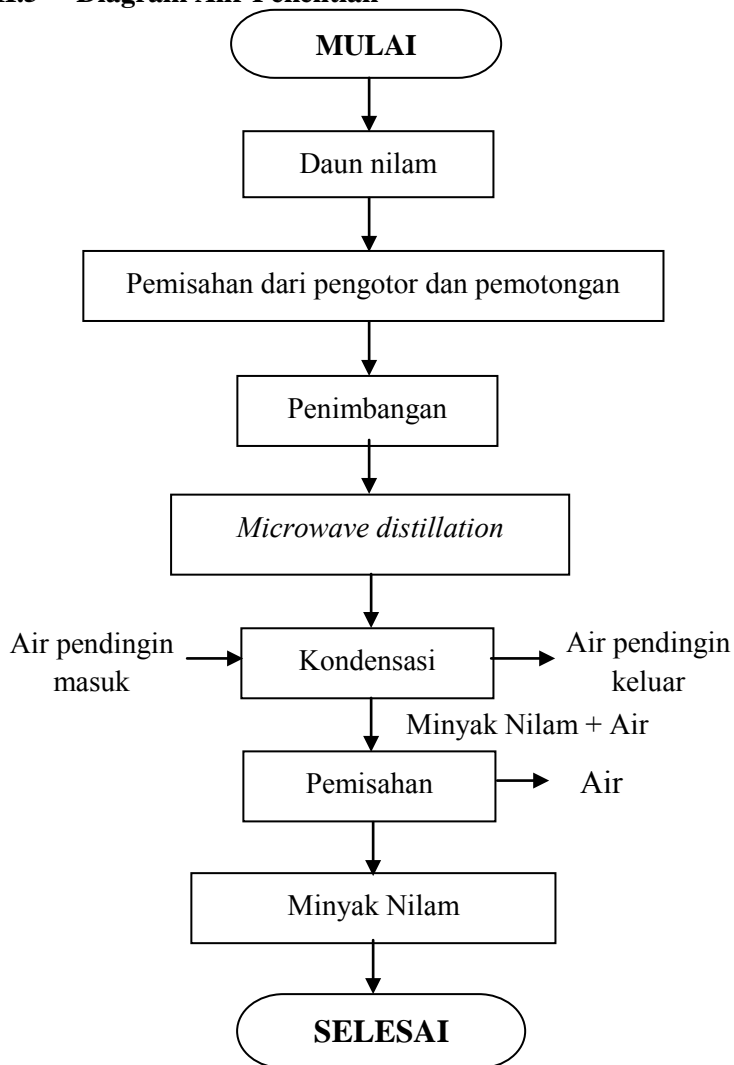 Diagram Alir Penelitian
MULAI
Daun nilam
Pemisahan dari pengotor dan pemotongan
Penimbangan
Microwave distillation
Air pendingin
masuk
Kondensasi
Air pendingin
keluar
Minyak Nilam + Air
Pemisahan
Air
Minyak Nilam
SELESAI